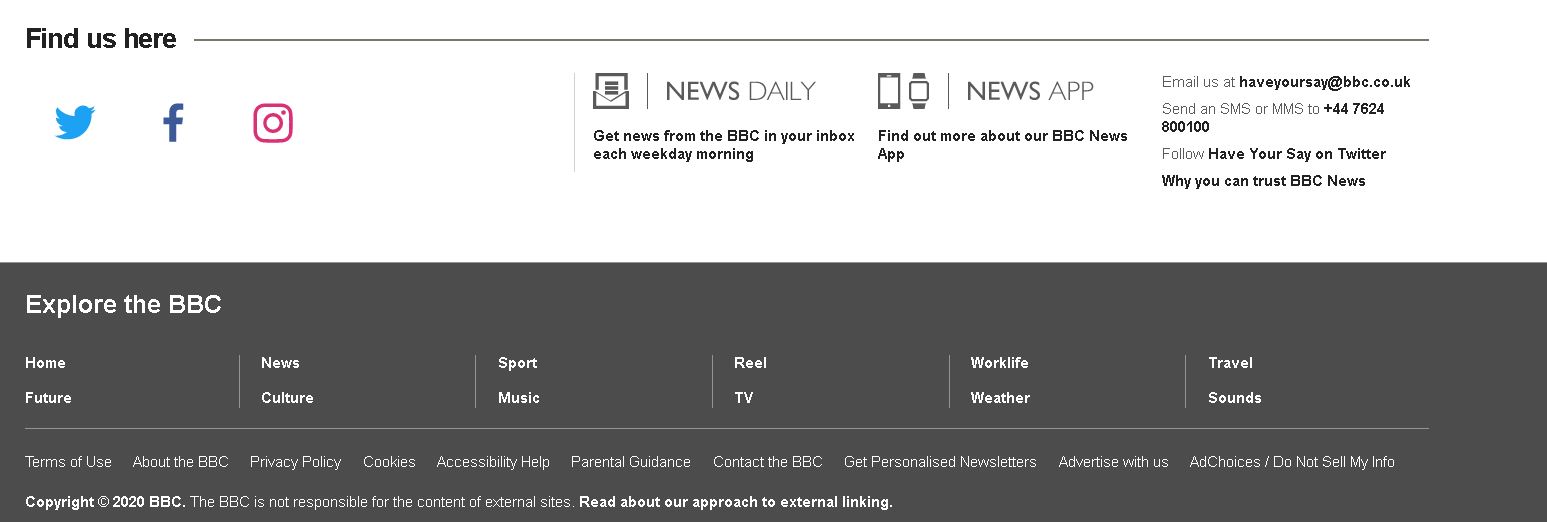 Find us here
NEWS DAILY
Get news from the BBC in your inbox
each weekday morning
NEWS APP
Find out more about our BBC News
App
Email us at haveyoursay@bbc.co.uk
Send an SMS or MMS to +44 7624
800100
Follow Have Your Say on Twitter
Why you can trust BBC News
Explore the BBC
Home News Sport Reel Worklife Travel
Future Culture Music TV Weather Sounds
Terms of Use About the BBC Privacy Policy Cookies Accessibility Help Parental Guidance Contact the BBC Get Personalised Newsletters Advertise with us AdChoices / Do Not Sell My Info
Copyright © 2020 BBC. The BBC is not responsible for the content of external sites. Read about our approach to external linking.